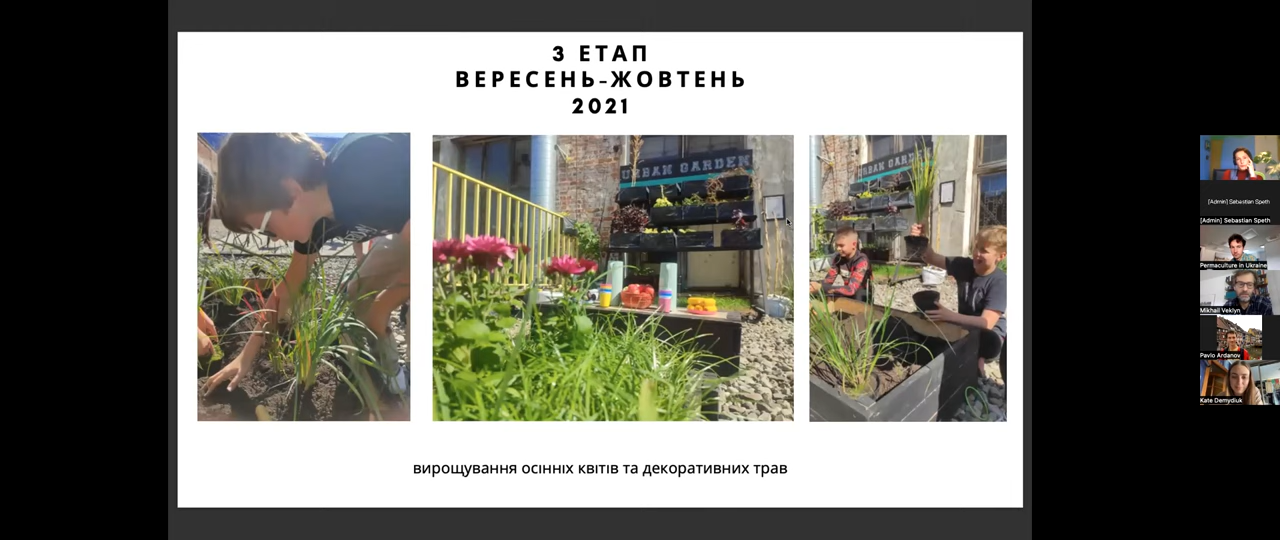 3 ЕТАП
ВЕРЕСЕНЬ-ЖОВТЕНЬ
2021
URBAN GARDEN
URBAN GARDE
вирощування осінніх квітів та декоративних трав
[Admin] Sebastian Speth
[Admin] Sebastian Speth
Permaculture in Ukraine
Mikhail Veklyn
Pavlo Ardanov
Kate Demydiuk